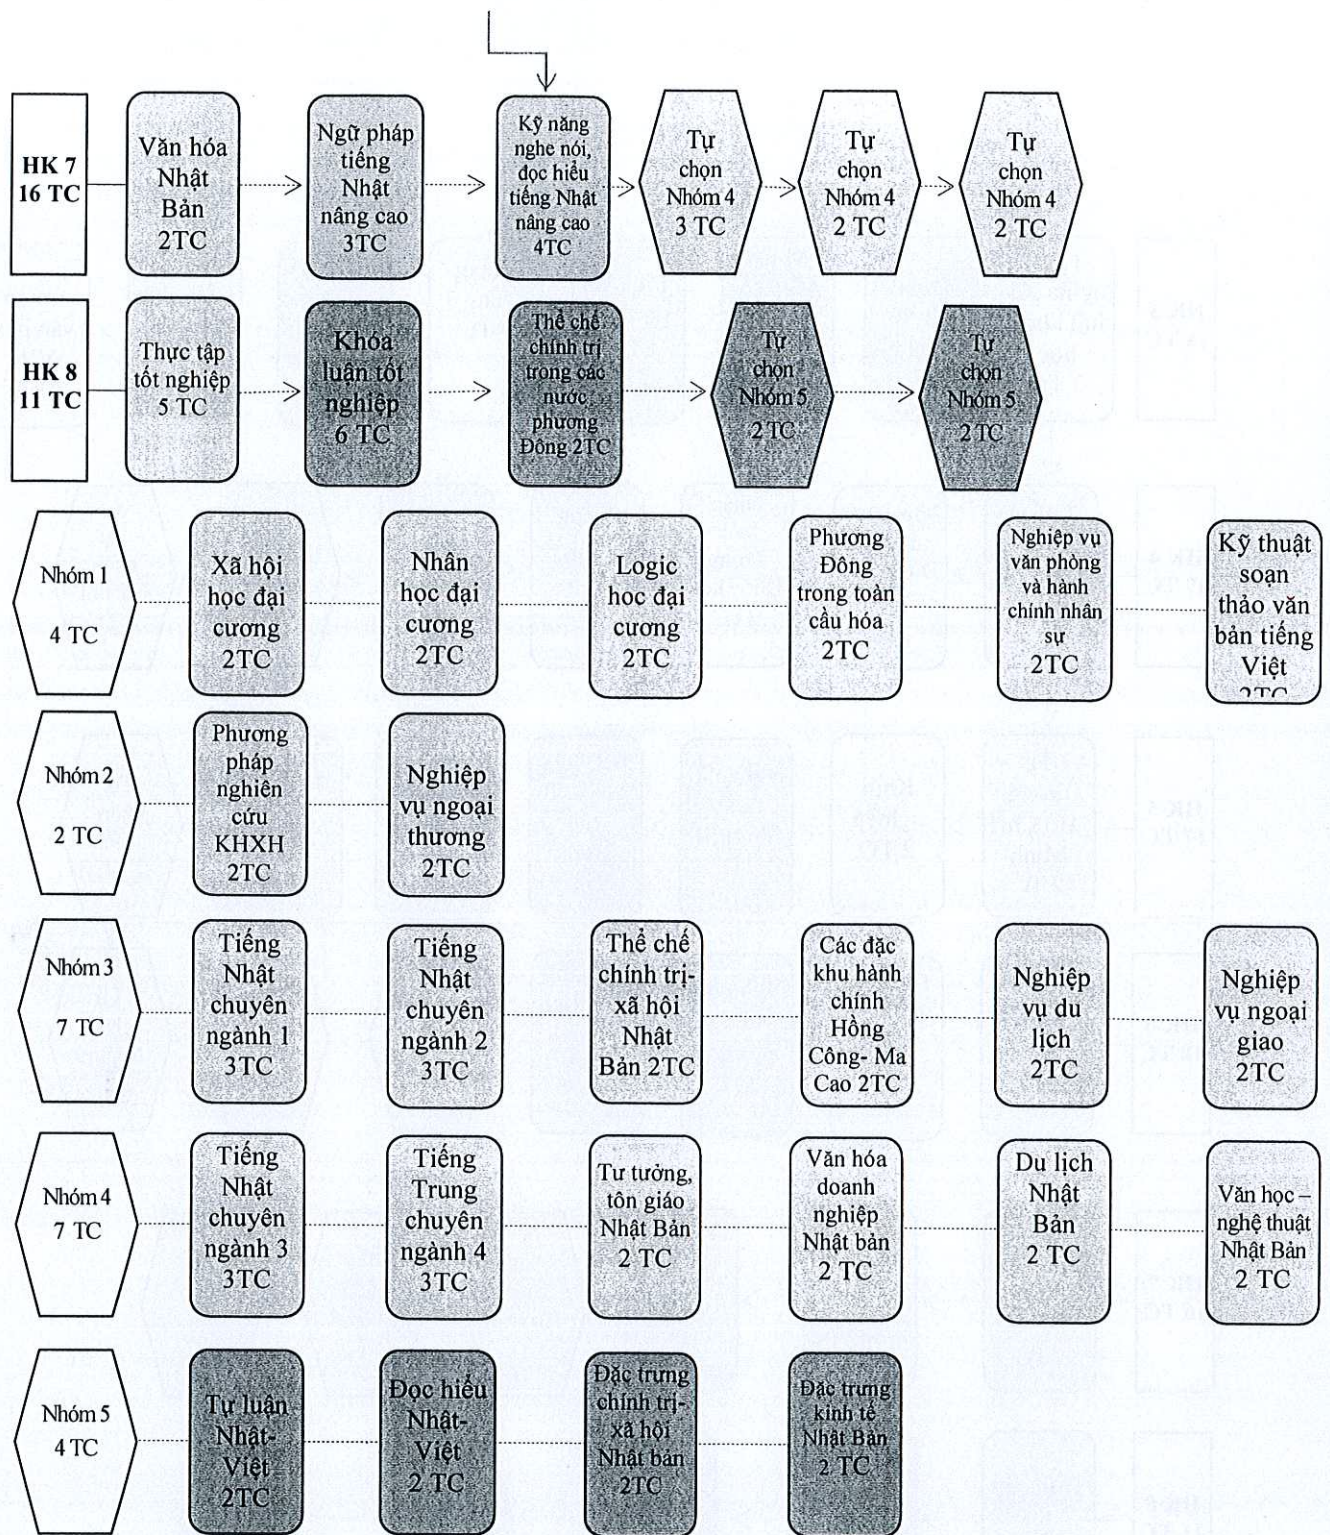 HK 7
16 TC
Văn hóa
Nhật
Bản
2TC
Ngữ pháp
tiếng
Nhật
nâng cao
3TC
Kỹ năng
nghe nói,
đọc hiểu
tiếng Nhật
nâng cao
4TC
Tự
chọn
Nhóm 4
3 TC
Tự
chọn
Nhóm 4
2 TC
Tự
chọn
Nhóm 4
2 TC
HK 8
11 TC
Thực tập
tốt nghiệp
5 TC
Khóa
luận tốt
nghiệp
6 TC
Thể chế
chính trị
trong các
nước
phương
Đông 2TC
Tự
chọn
Nhóm 5
2 TC
Tự
chọn
Nhóm 5
2 TC
Nhóm 1
4 TC
Xã hội
học đại
cương
2TC
Nhân
học đại
cương
2TC
Logic
hoc đại
cương
2TC
Phương
Đông
trong toàn
cầu hóa
2TC
Nghiệp vụ
văn phòng
và hành
chính nhân
sự
2TC
Kỹ thuật
soạn
thảo văn
bản tiếng
Việt
2TC
Nhóm 2
2 TC
Phương
pháp
nghiên
cứu
KHXH
2TC
Nghiệp
vụ ngoại
thương
2TC
Nhóm 3
7 TC
Tiếng
Nhật
chuyên
ngành 1
3TC
Tiếng
Nhật
chuyên
ngành 2
3TC
Thể chế
chính trị-
xã hội
Nhật
Bản 2TC
Các đặc
khu hành
chính
Hồng
Công- Ma
Cao 2TC
Nghiệp
vụ du
lịch
2TC
Nghiệp
vụ ngoại
giao
2TC
Nhóm 4
7 TC
Tiếng
Nhật
chuyên
ngành 3
3TC
Tiếng
Trung
chuyên
ngành 4
3TC
Tư tưởng,
tôn giáo
Nhật Bản
2 TC
Văn hóa
doanh
nghiệp
Nhật bản
2 TC
Du lịch
Nhật
Bản
2 TC
Văn học –
nghệ thuật
Nhật Bản
2 TC
Nhóm 5
4 TC
Tự luận
Nhật-
Việt
2TC
Đọc hiểu
Nhật-
Việt
2 TC
Đặc trưng
chính trị-
xã hội
Nhật bản
2TC
Đặc trưng
kinh tế
Nhật Bản
2 TC